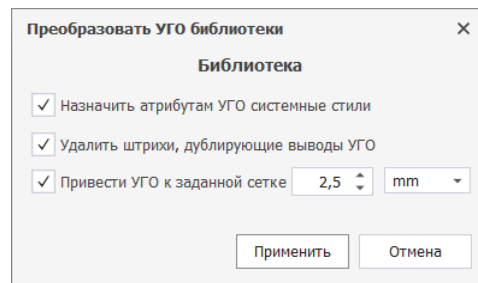 Преобразовать УГО библиотеки
Библиотека
Назначить атрибутам УГО системные стили
Удалить штрихи, дублирующие выводы УГО
Привести УГО к заданной сетке 2,5 mm
Применить Отмена